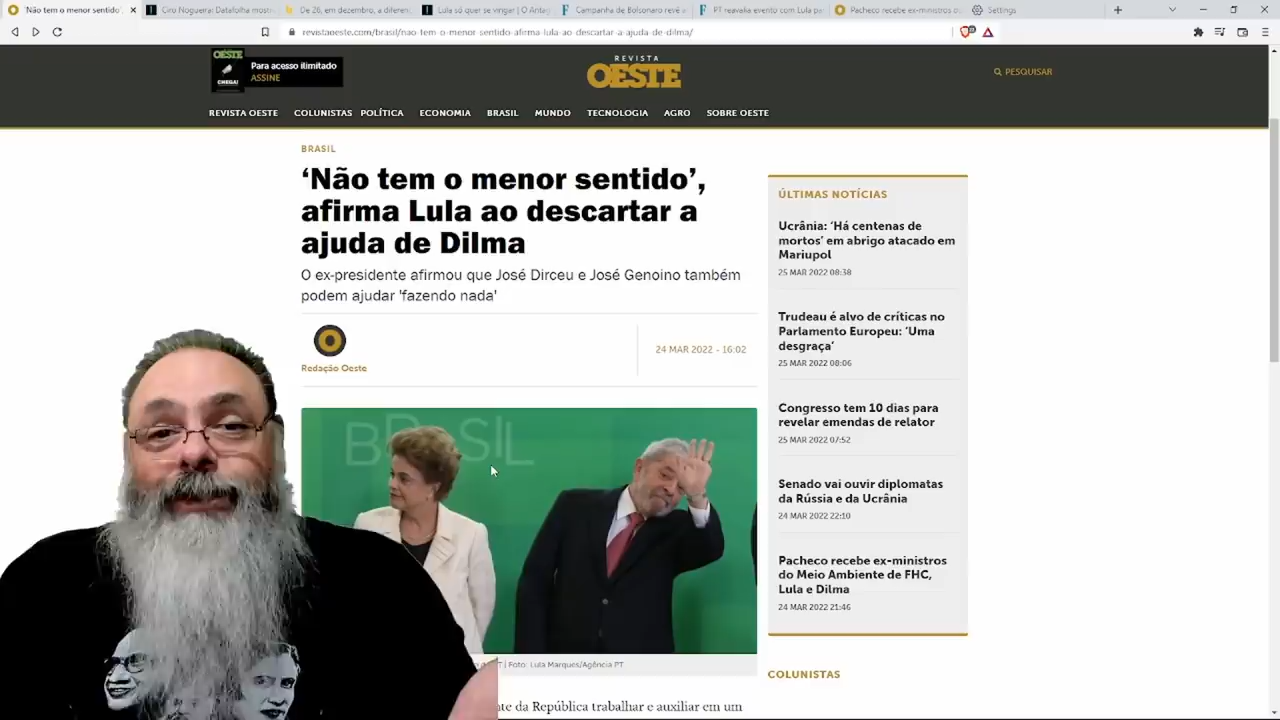 Não tem o menor sentido'
Ciro Nogueira: Datafolha mostr
De 26, em dezembro, a diferen
Lula só quer se vingar | O Antag
Campanha de Bolsonaro revê a
PT reavalia evento com Lula po
Pacheco recebe ex-ministros d
Settings
revistaoeste.com/brasil/nao-tem-o-menor-sentido-afirma-lula-ao-descartar-a-ajuda-de-dilma/
OESTE
CHEGA!
Para acesso ilimitado
ASSINE
REVISTA
OESTE
PESQUISAR
REVISTA OESTE COLUNISTAS POLÍTICA ECONOMIA BRASIL MUNDO TECNOLOGIA AGRO SOBRE OESTE
BRASIL
‘Não tem o menor sentido’,
afirma Lula ao descartar a
ajuda de Dilma
O ex-presidente afirmou que José Dirceu e José Genoino também
podem ajudar 'fazendo nada'
Redação Oeste
24 MAR 2022 - 16:02
BRASIL
| Foto: Lula Marques/Agência PT
da República trabalhar e auxiliar em um
ÚLTIMAS NOTÍCIAS
Ucrânia: ‘Há centenas de
mortos’ em abrigo atacado em
Mariupol
25 MAR 2022 08:38
Trudeau é alvo de críticas no
Parlamento Europeu: ‘Uma
desgraça’
25 MAR 2022 08:06
Congresso tem 10 dias para
revelar emendas de relator
25 MAR 2022 07:52
Senado vai ouvir diplomatas
da Rússia e da Ucrânia
24 MAR 2022 22:10
Pacheco recebe ex-ministros
do Meio Ambiente de FHC,
Lula e Dilma
24 MAR 2022 21:46
COLUNISTAS